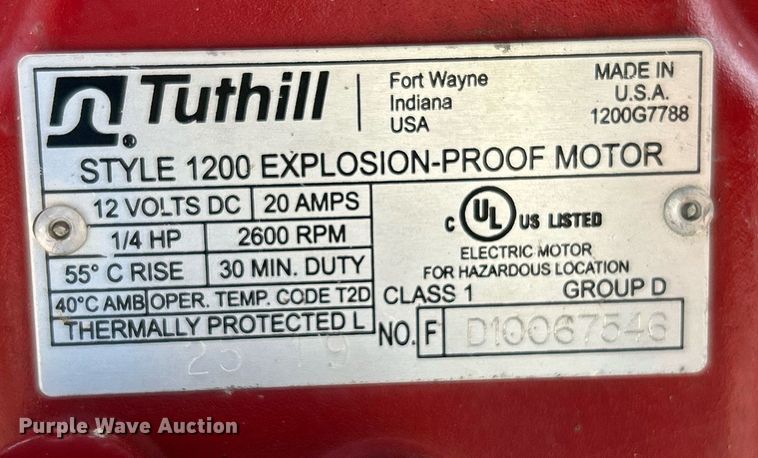 Tuthill
®
Fort Wayne
Indiana
USA
MADE IN
U.S.A.
1200G7788
STYLE 1200 EXPLOSION-PROOF MOTOR
12 VOLTS DC 20 AMPS
1/4 HP 2600 RPM
55° C RISE 30 MIN. DUTY
40°C AMB OPER. TEMP. CODE T2D
THERMALLY PROTECTED L
C UL US LISTED
®
ELECTRIC MOTOR
FOR HAZARDOUS LOCATION
CLASS 1 GROUP D
NO. F D10067546
23 19
Purple Wave Auction